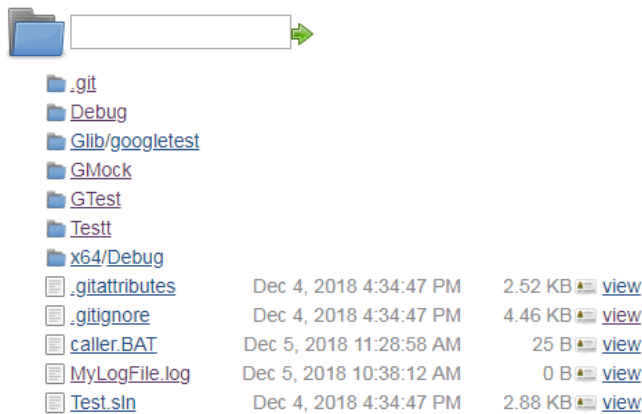 .git
Debug
Glib/googletest
GMock
GTest
Testt
x64/Debug
.gitattributes Dec 4, 2018 4:34:47 PM 2.52 KB view
.gitignore Dec 4, 2018 4:34:47 PM 4.46 KB view
caller.BAT Dec 5, 2018 11:28:58 AM 25 B view
MyLogFile.log Dec 5, 2018 10:38:12 AM 0 B view
Test.sln Dec 4, 2018 4:34:47 PM 2.88 KB view